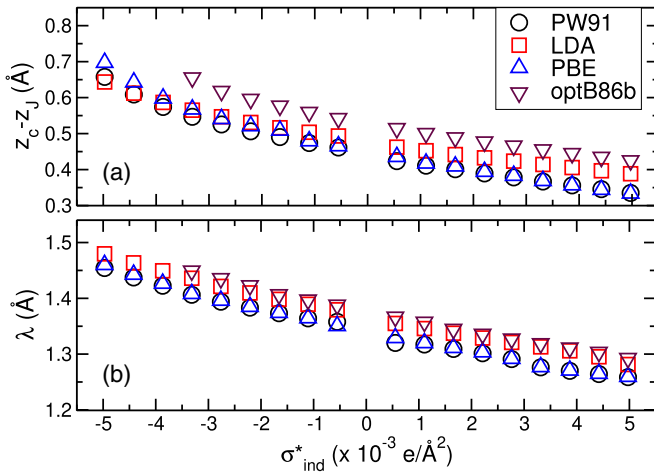 PW91
LDA
PBE
optB86b
0.8
0.7
0.6
0.5
0.4
0.3
z_c-z_J (Å)
(a)
1.5
1.4
1.3
1.2
λ (Å)
(b)
-5 -4 -3 -2 -1 0 1 2 3 4 5
σ*_ind (x 10^-3 e/Å^2)